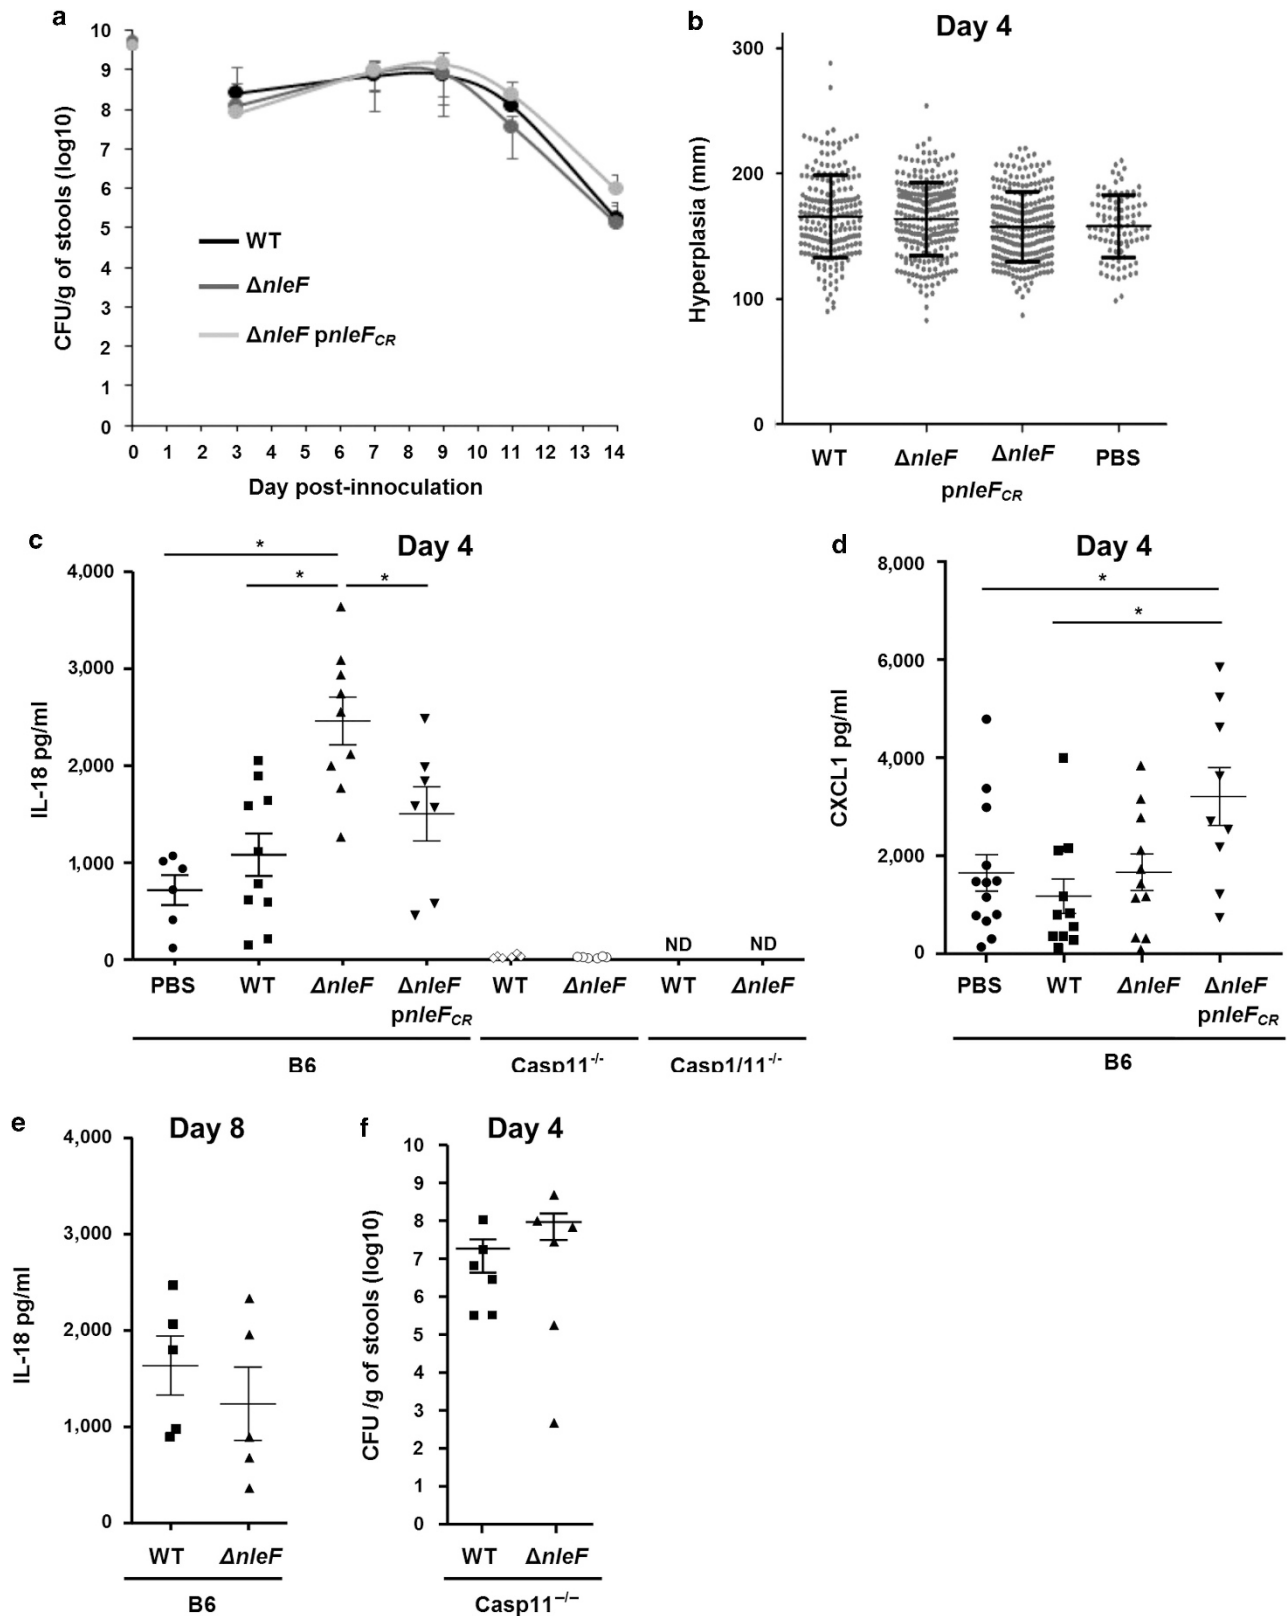 a
10
9
8
7
6
5
4
3
2
1
0
CFU/g of stools (log10)
WT
ΔnleF
ΔnleF pnleFCR
0 1 2 3 4 5 6 7 8 9 10 11 12 13 14
Day post-innoculation
b
Day 4
300
200
100
0
Hyperplasia (mm)
WT ΔnleF ΔnleF PBS
pnleFCR
c
Day 4
* 
* *
4,000
3,000
2,000
1,000
0
IL-18 pg/ml
ND ND
PBS WT ΔnleF ΔnleF WT ΔnleF WT ΔnleF
pnleFCR
B6 Casp11-/- Casp1/11-/-
d
Day 4
*
*
8,000
6,000
4,000
2,000
0
CXCL1 pg/ml
PBS WT ΔnleF ΔnleF
pnleFCR
B6
e
Day 8
4,000
3,000
2,000
1,000
0
IL-18 pg/ml
WT ΔnleF
B6
f
Day 4
10
9
8
7
6
5
4
3
2
1
0
CFU /g of stools (log10)
WT ΔnleF
Casp11–/–